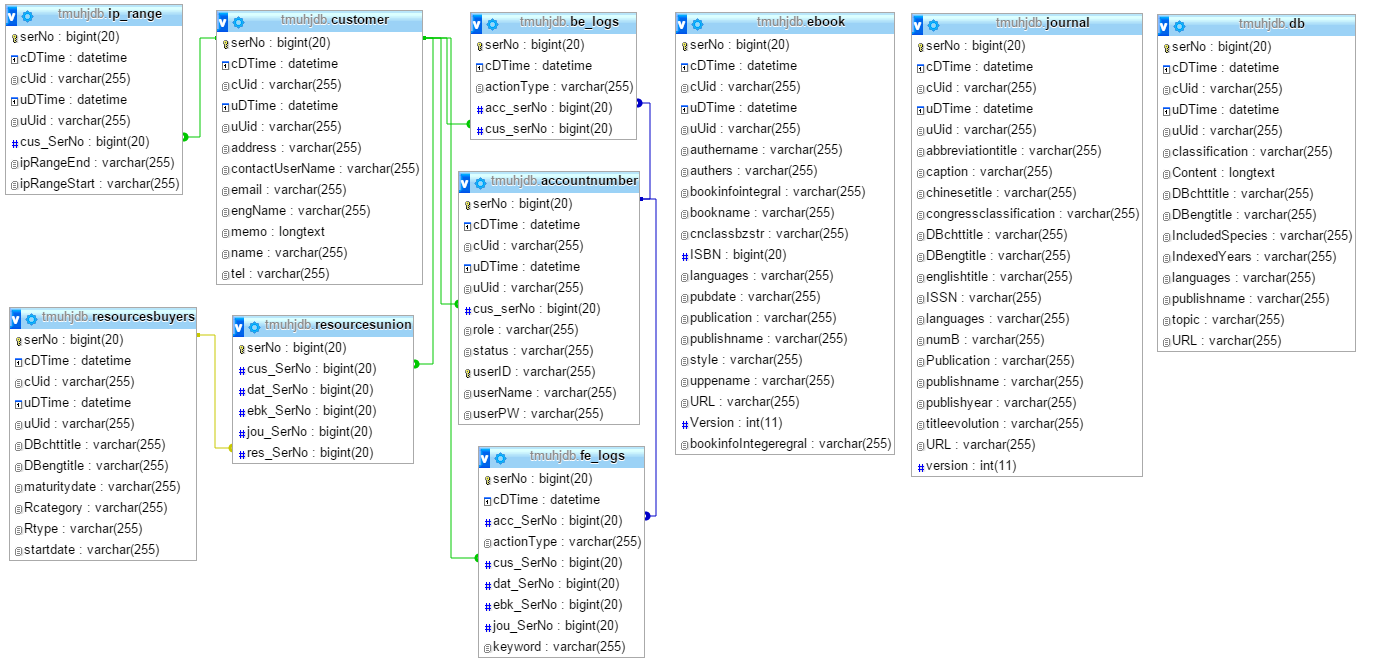 tmuhjdb.ip_range
serNo : bigint(20)
cDTime : datetime
cUid : varchar(255)
uDTime : datetime
uUid : varchar(255)
cus_SerNo : bigint(20)
ipRangeEnd : varchar(255)
ipRangeStart : varchar(255)
tmuhjdb.customer
serNo : bigint(20)
cDTime : datetime
cUid : varchar(255)
uDTime : datetime
uUid : varchar(255)
address : varchar(255)
contactUserName : varchar(255)
email : varchar(255)
engName : varchar(255)
memo : longtext
name : varchar(255)
tel : varchar(255)
tmuhjdb.be_logs
serNo : bigint(20)
cDTime : datetime
actionType : varchar(255)
acc_serNo : bigint(20)
cus_serNo : bigint(20)
tmuhjdb.accountnumber
serNo : bigint(20)
cDTime : datetime
cUid : varchar(255)
uDTime : datetime
uUid : varchar(255)
cus_serNo : bigint(20)
role : varchar(255)
status : varchar(255)
userID : varchar(255)
userName : varchar(255)
userPW : varchar(255)
tmuhjdb.ebook
serNo : bigint(20)
cDTime : datetime
cUid : varchar(255)
uDTime : datetime
uUid : varchar(255)
authername : varchar(255)
authers : varchar(255)
bookinfointegral : varchar(255)
bookname : varchar(255)
cnclassbzstr : varchar(255)
ISBN : bigint(20)
languages : varchar(255)
pubdate : varchar(255)
publication : varchar(255)
publishname : varchar(255)
style : varchar(255)
uppename : varchar(255)
URL : varchar(255)
Version : int(11)
bookinfoIntegeregral : varchar(255)
tmuhjdb.journal
serNo : bigint(20)
cDTime : datetime
cUid : varchar(255)
uDTime : datetime
uUid : varchar(255)
abbreviationtitle : varchar(255)
caption : varchar(255)
chinesetitle : varchar(255)
congressclassification : varchar(255)
DBchttitle : varchar(255)
DBengtitle : varchar(255)
englishtitle : varchar(255)
ISSN : varchar(255)
languages : varchar(255)
numB : varchar(255)
Publication : varchar(255)
publishname : varchar(255)
publishyear : varchar(255)
titleevolution : varchar(255)
URL : varchar(255)
version : int(11)
tmuhjdb.db
serNo : bigint(20)
cDTime : datetime
cUid : varchar(255)
uDTime : datetime
uUid : varchar(255)
classification : varchar(255)
Content : longtext
DBchttitle : varchar(255)
DBengtitle : varchar(255)
IncludedSpecies : varchar(255)
IndexedYears : varchar(255)
languages : varchar(255)
publishname : varchar(255)
topic : varchar(255)
URL : varchar(255)
tmuhjdb.resourcesbuyers
serNo : bigint(20)
cDTime : datetime
cUid : varchar(255)
uDTime : datetime
uUid : varchar(255)
DBchttitle : varchar(255)
DBengtitle : varchar(255)
maturitydate : varchar(255)
Rcategory : varchar(255)
Rtype : varchar(255)
startdate : varchar(255)
tmuhjdb.resourcesunion
serNo : bigint(20)
cus_SerNo : bigint(20)
dat_SerNo : bigint(20)
ebk_SerNo : bigint(20)
jou_SerNo : bigint(20)
res_SerNo : bigint(20)
tmuhjdb.fe_logs
serNo : bigint(20)
cDTime : datetime
acc_SerNo : bigint(20)
actionType : varchar(255)
cus_SerNo : bigint(20)
dat_SerNo : bigint(20)
ebk_SerNo : bigint(20)
jou_SerNo : bigint(20)
keyword : varchar(255)